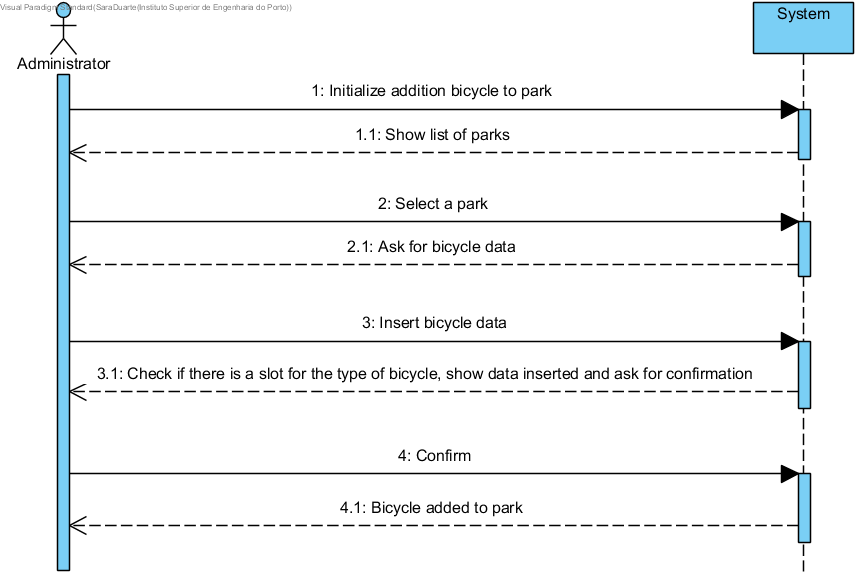 Visual Paradigm Standard(SaraDuarte(Instituto Superior de Engenharia do Porto))
System
Administrator
1: Initialize addition bicycle to park
1.1: Show list of parks
2: Select a park
2.1: Ask for bicycle data
3: Insert bicycle data
3.1: Check if there is a slot for the type of bicycle, show data inserted and ask for confirmation
4: Confirm
4.1: Bicycle added to park